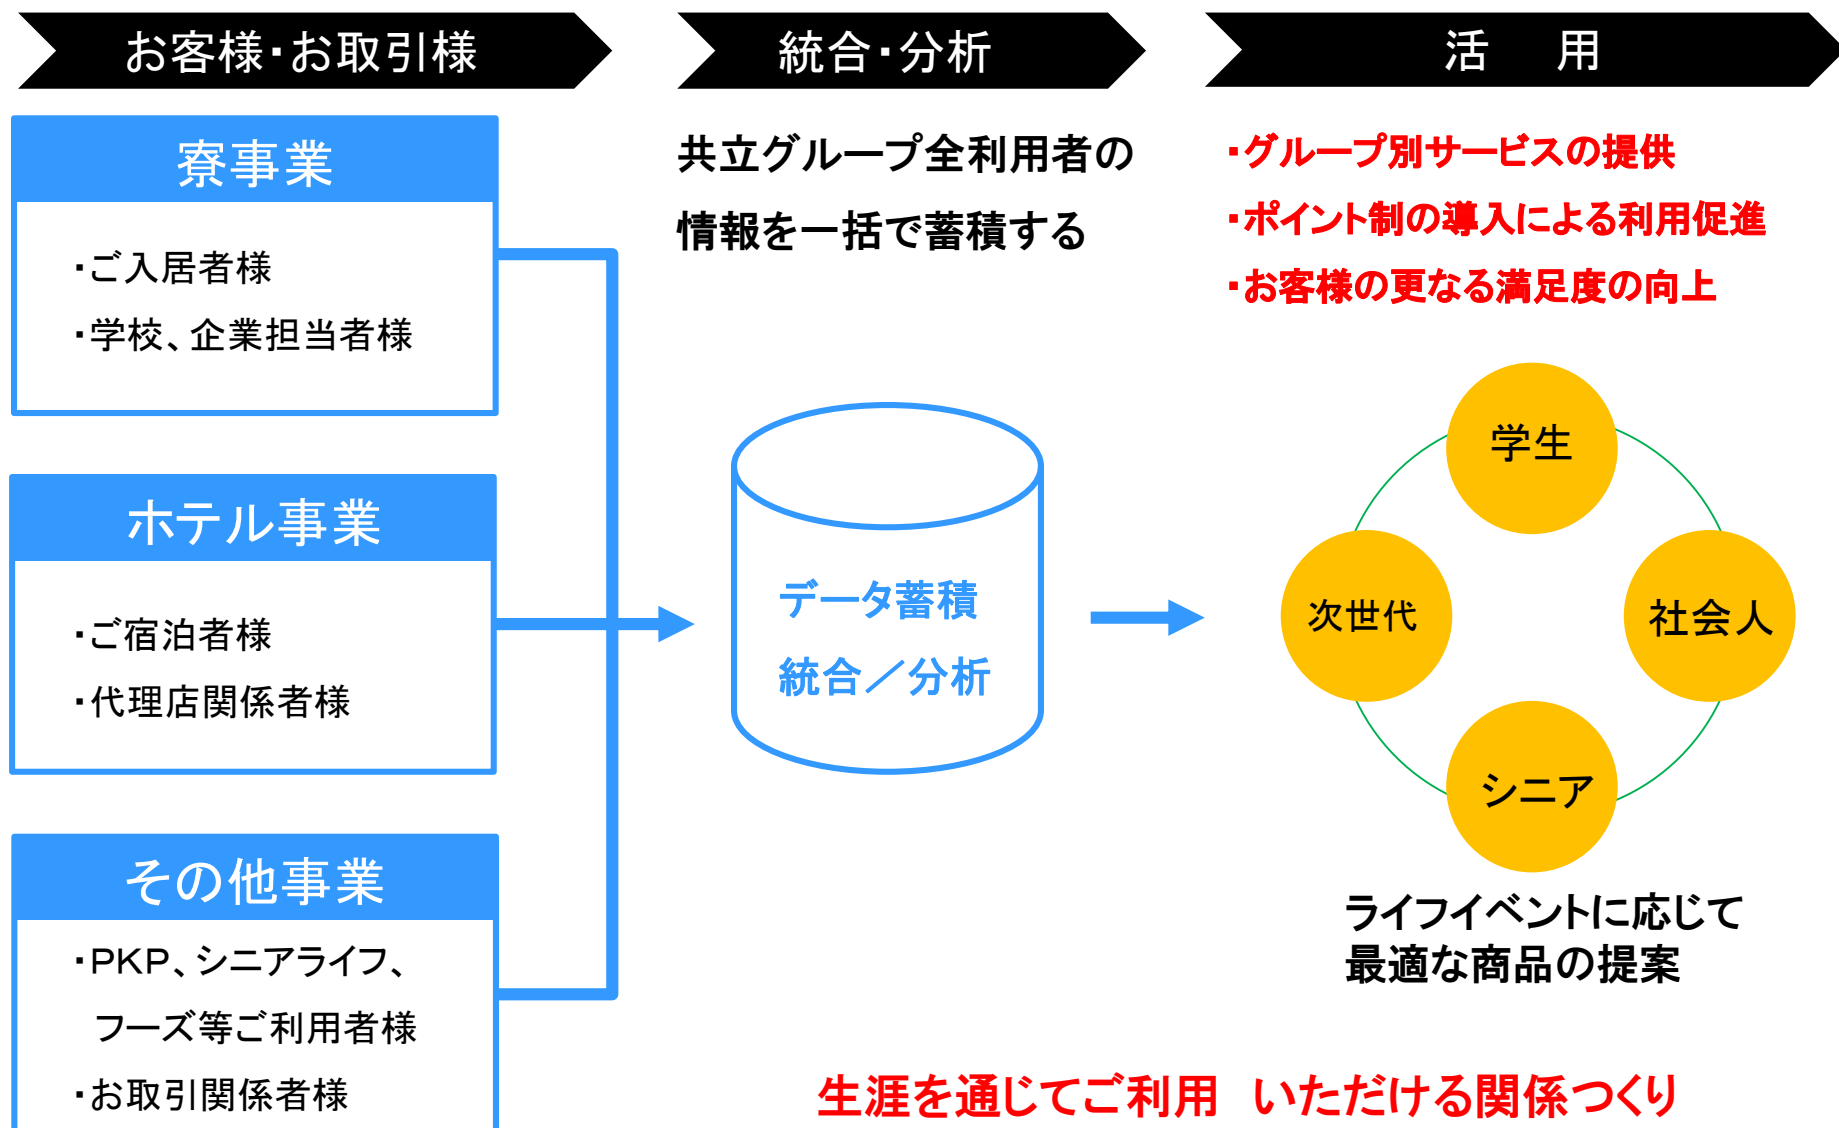 お客様・お取引様
統合・分析
活　用
寮事業
・ご入居者様
・学校、企業担当者様
ホテル事業
・ご宿泊者様
・代理店関係者様
その他事業
・PKP、シニアライフ、
フーズ等ご利用者様
・お取引関係者様
共立グループ全利用者の
情報を一括で蓄積する
データ蓄積
統合／分析
・グループ別サービスの提供
・ポイント制の導入による利用促進
・お客様の更なる満足度の向上
学生
次世代
社会人
シニア
ライフイベントに応じて
最適な商品の提案
生涯を通じてご利用　いただける関係つくり